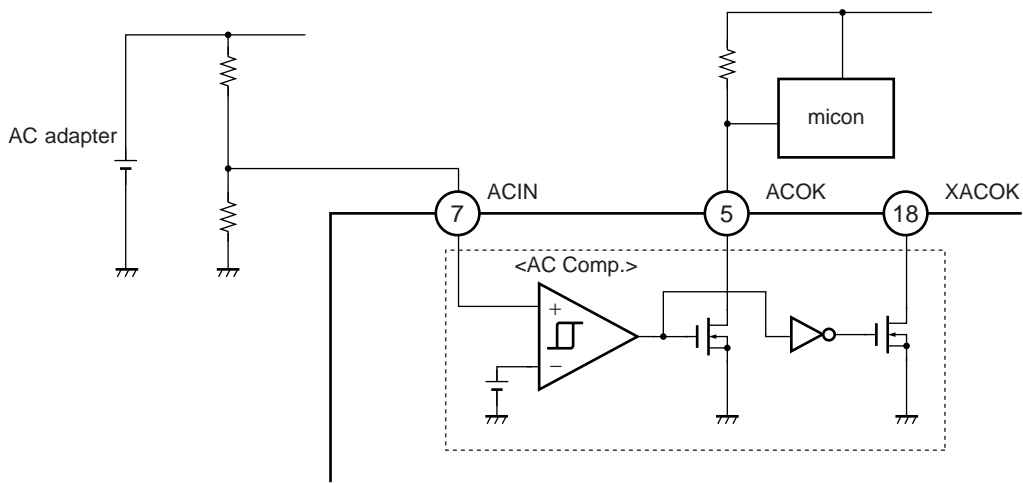 micon
AC adapter
ACIN
ACOK
XACOK
7
5
18
<AC Comp.>
+
−